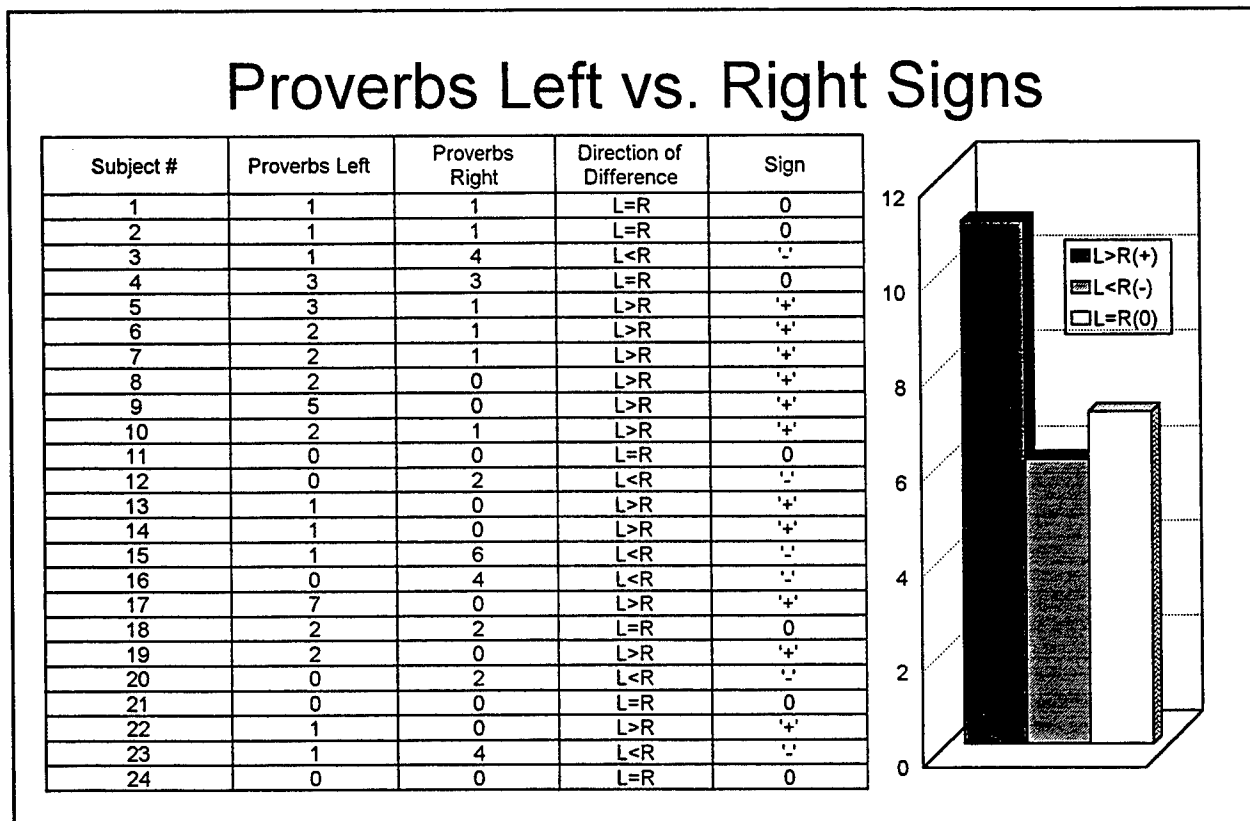 Proverbs Left vs. Right Signs
Subject # Proverbs Left Proverbs Right Direction of Difference Sign
1 1 1 L=R 0
2 1 1 L=R 0
3 1 4 L<R '-'
4 3 3 L=R 0
5 3 1 L>R '+'
6 2 1 L>R '+'
7 2 1 L>R '+'
8 2 0 L>R '+'
9 5 0 L>R '+'
10 2 1 L>R '+'
11 0 0 L=R 0
12 0 2 L<R '-'
13 1 0 L>R '+'
14 1 0 L>R '+'
15 1 6 L<R '-'
16 0 4 L<R '-'
17 7 0 L>R '+'
18 2 2 L=R 0
19 2 0 L>R '+'
20 0 2 L<R '-'
21 0 0 L=R 0
22 1 0 L>R '+'
23 1 4 L<R '-'
24 0 0 L=R 0
12
10
8
6
4
2
0
L>R(+)
L<R(-)
L=R(0)